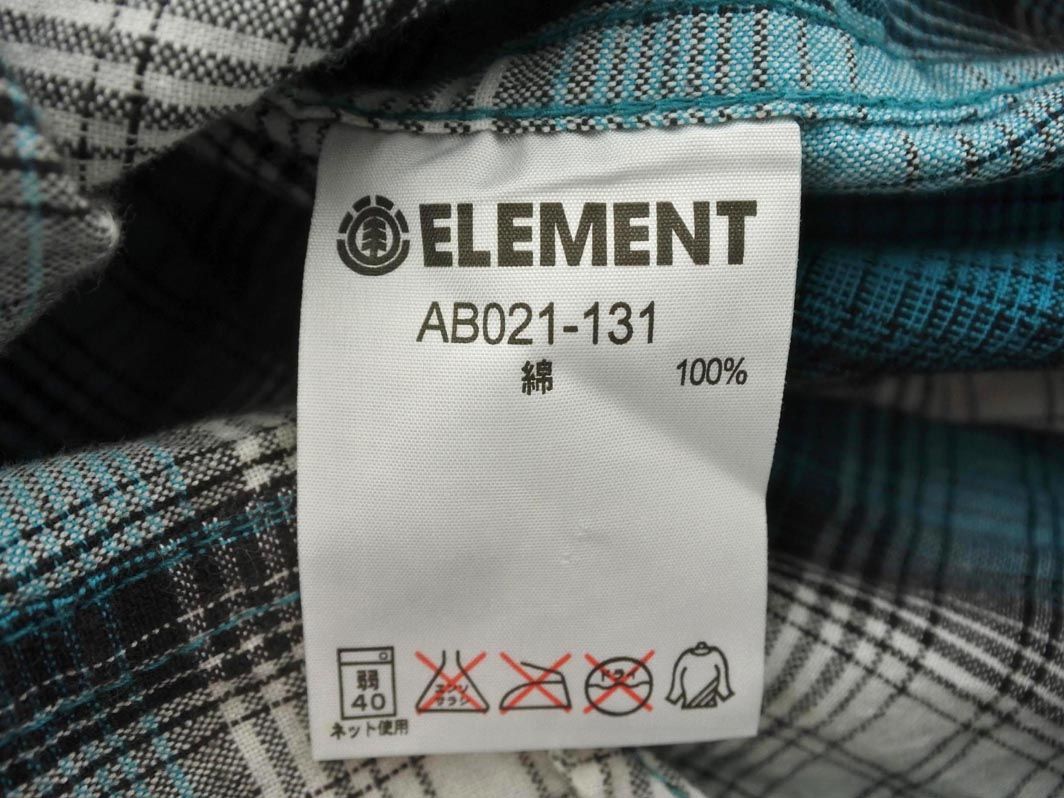 ELEMENT
AB021-131
綿 100%
弱
40
ネット使用
エンソ
サラシ
ドライ